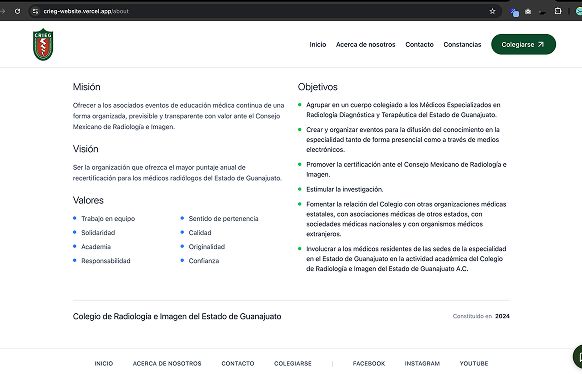 crieg-website.vercel.app/about
CRIEG
Inicio
Acerca de nosotros
Contacto
Constancias
Colegiarse
Misión
Ofrecer a los asociados eventos de educación médica continua de una
forma organizada, previsible y transparente con valor ante el Consejo
Mexicano de Radiología e Imagen.
Visión
Ser la organización que ofrezca el mayor puntaje anual de
recertificación para los médicos radiólogos del Estado de Guanajuato.
Valores
Trabajo en equipo
Solidaridad
Academia
Responsabilidad
Sentido de pertenencia
Calidad
Originalidad
Confianza
Objetivos
Agrupar en un cuerpo colegiado a los Médicos Especializados en
Radiología Diagnóstica y Terapéutica del Estado de Guanajuato.
Crear y organizar eventos para la difusión del conocimiento en la
especialidad tanto de forma presencial como a través de medios
electrónicos.
Promover la certificación ante el Consejo Mexicano de Radiología e
Imagen.
Estimular la investigación.
Fomentar la relación del Colegio con otras organizaciones médicas
estatales, con asociaciones médicas de otros estados, con
sociedades médicas nacionales y con organismos médicos
extranjeros.
Involucrar a los médicos residentes de las sedes de la especialidad
en el Estado de Guanajuato en la actividad académica del Colegio
de Radiología e Imagen del Estado de Guanajuato A.C.
Colegio de Radiología e Imagen del Estado de Guanajuato
Constituido en 2024
INICIO
ACERCA DE NOSOTROS
CONTACTO
COLEGIARSE
FACEBOOK
INSTAGRAM
YOUTUBE